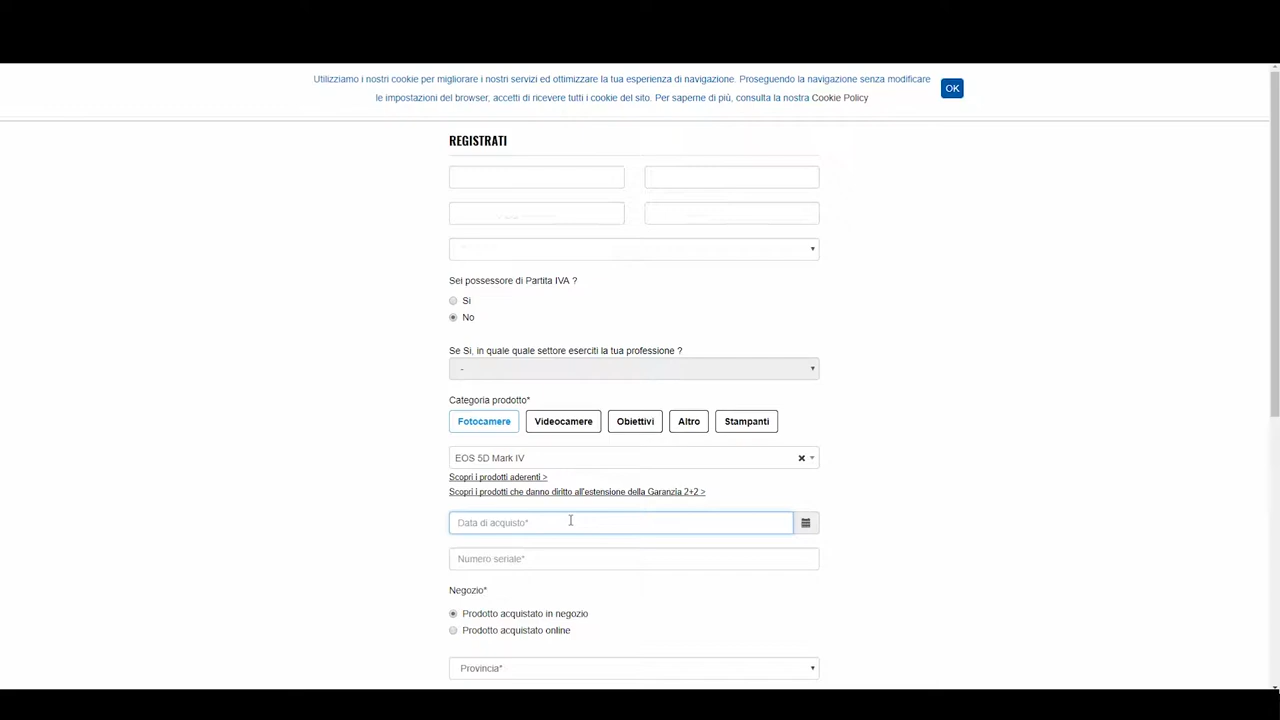 Utilizziamo i nostri cookie per migliorare i nostri servizi ed ottimizzare la tua esperienza di navigazione. Proseguendo la navigazione senza modificare
le impostazioni del browser, accetti di ricevere tutti i cookie del sito. Per saperne di più, consulta la nostra Cookie Policy
OK
REGISTRATI
Sei possessore di Partita IVA ?
Si
No
Se Si, in quale quale settore eserciti la tua professione ?
-
Categoria prodotto*
Fotocamere Videocamere Obiettivi Altro Stampanti
EOS 5D Mark IV
Scopri i prodotti aderenti >
Scopri i prodotti che danno diritto all'estensione della Garanzia 2+2 >
Data di acquisto*
Numero seriale*
Negozio*
Prodotto acquistato in negozio
Prodotto acquistato online
Provincia*